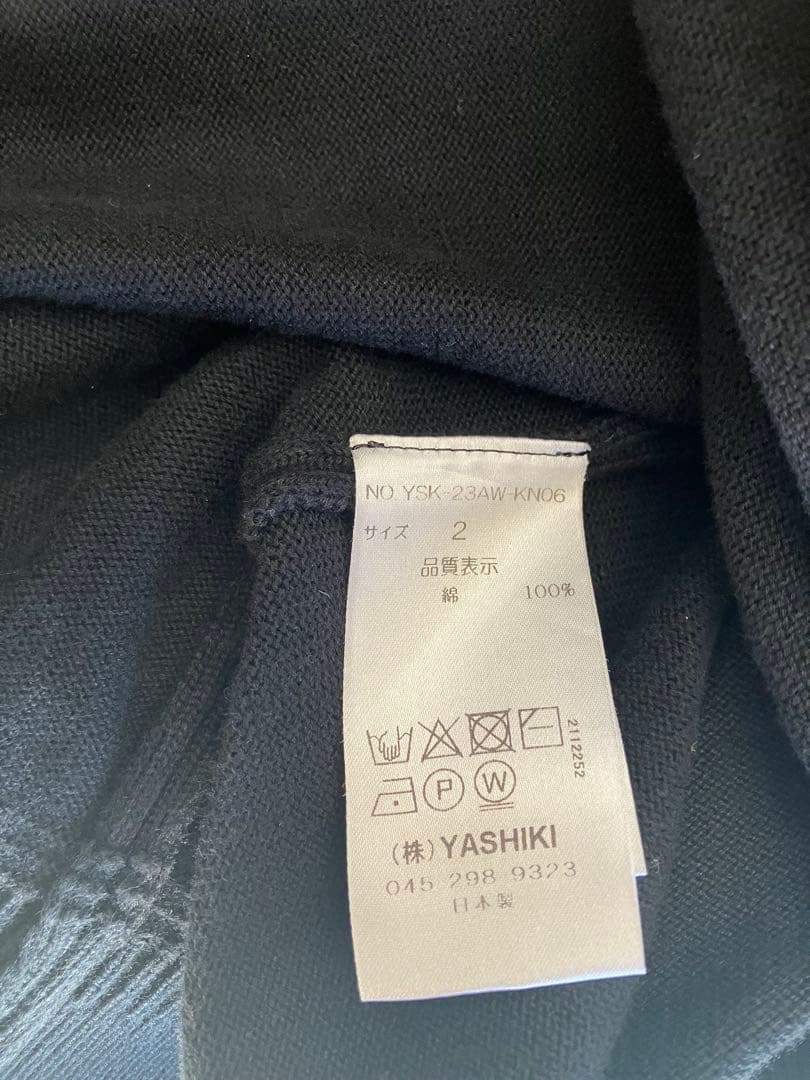 NO. YSK-23AW-KN06
サイズ 2
品質表示
綿 100%
2112252
P W
(株)YASHIKI
045 298 9323
日本製